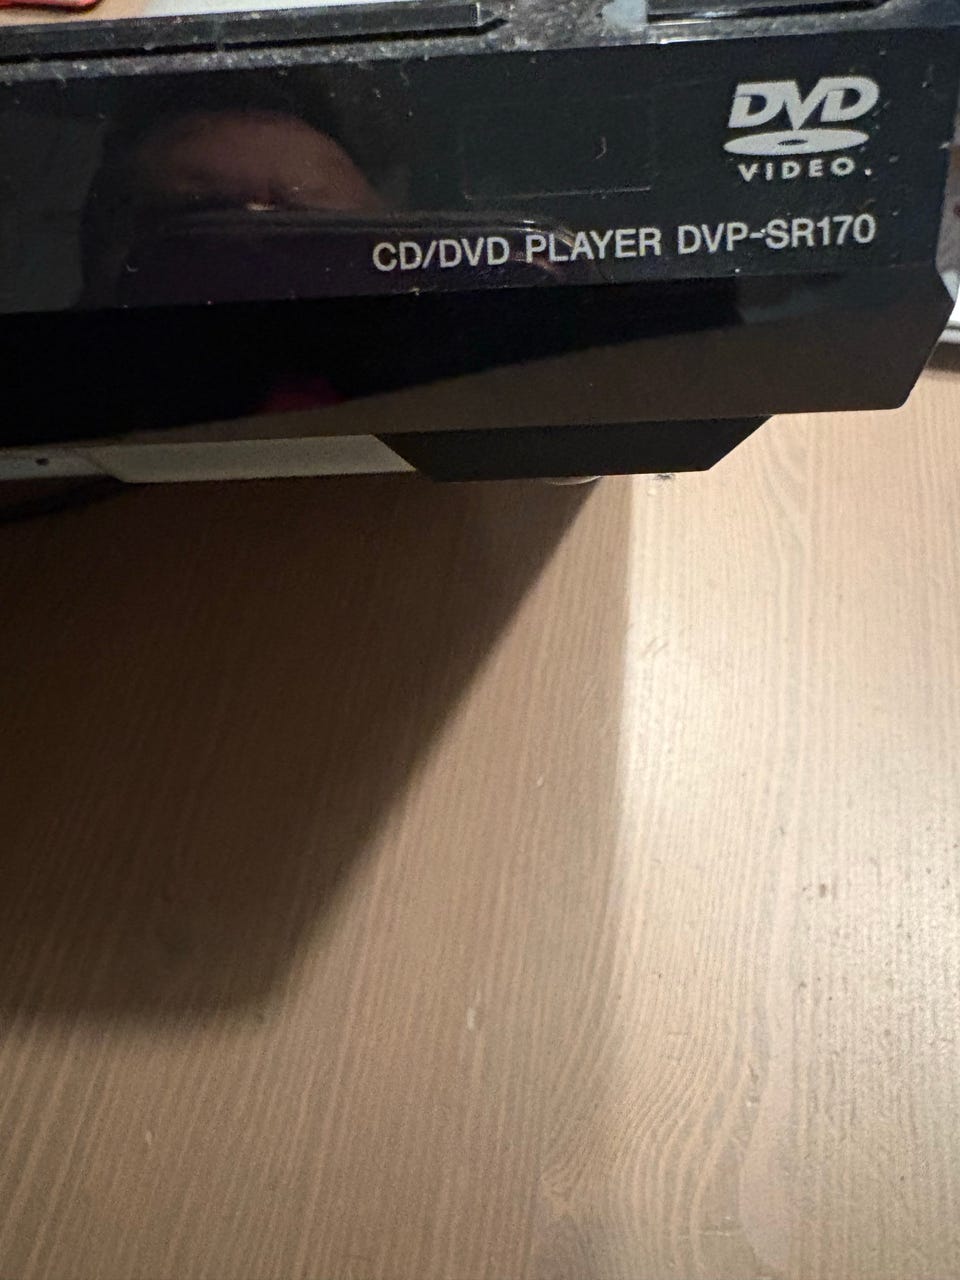 DVD
VIDEO.
CD/DVD PLAYER DVP-SR170